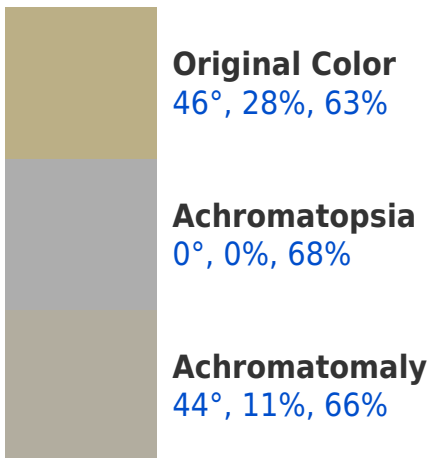 Original Color
46°, 28%, 63%
Achromatopsia
0°, 0%, 68%
Achromatomaly
44°, 11%, 66%